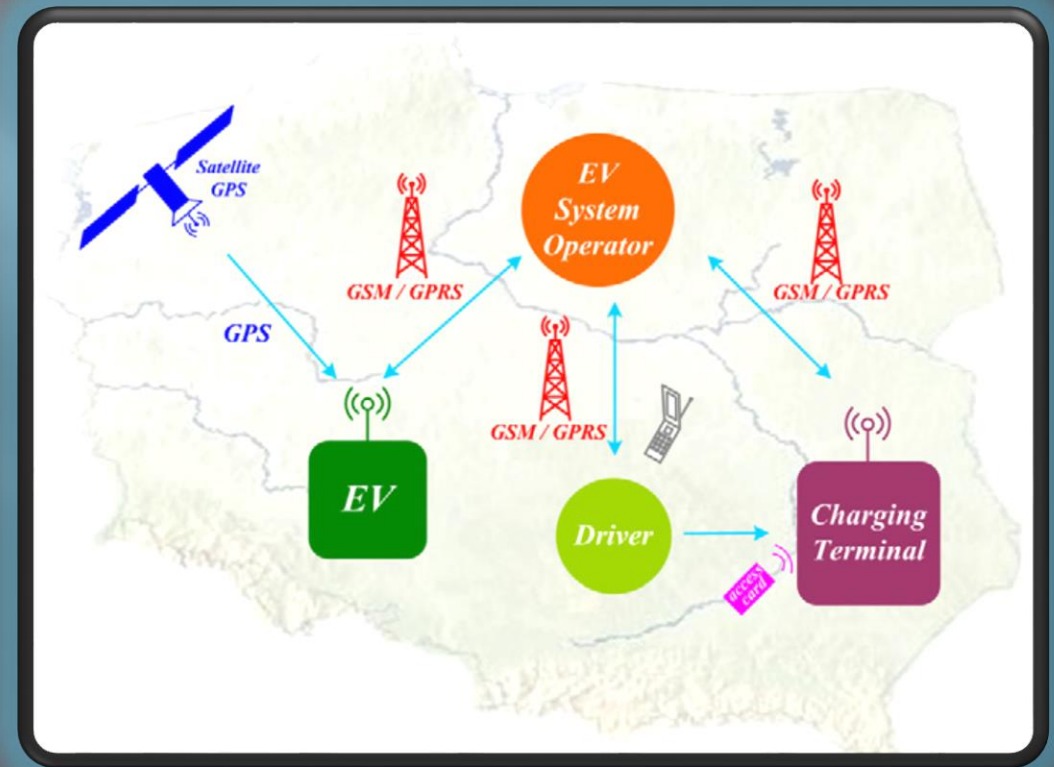 Satellite
GPS
EV
System
Operator
GSM / GPRS
GSM / GPRS
GPS
GSM / GPRS
EV
Driver
Charging
Terminal
access
card